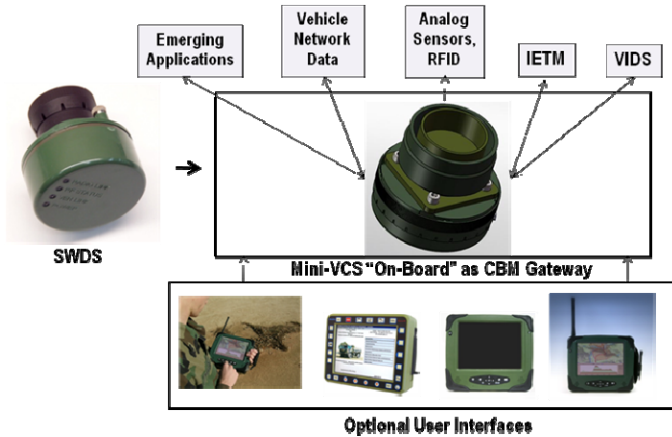 Emerging
Applications
Vehicle
Network
Data
Analog
Sensors,
RFID
IETM
VIDS
SWDS
Mini-VCS "On-Board" as CBM Gateway
Optional User Interfaces